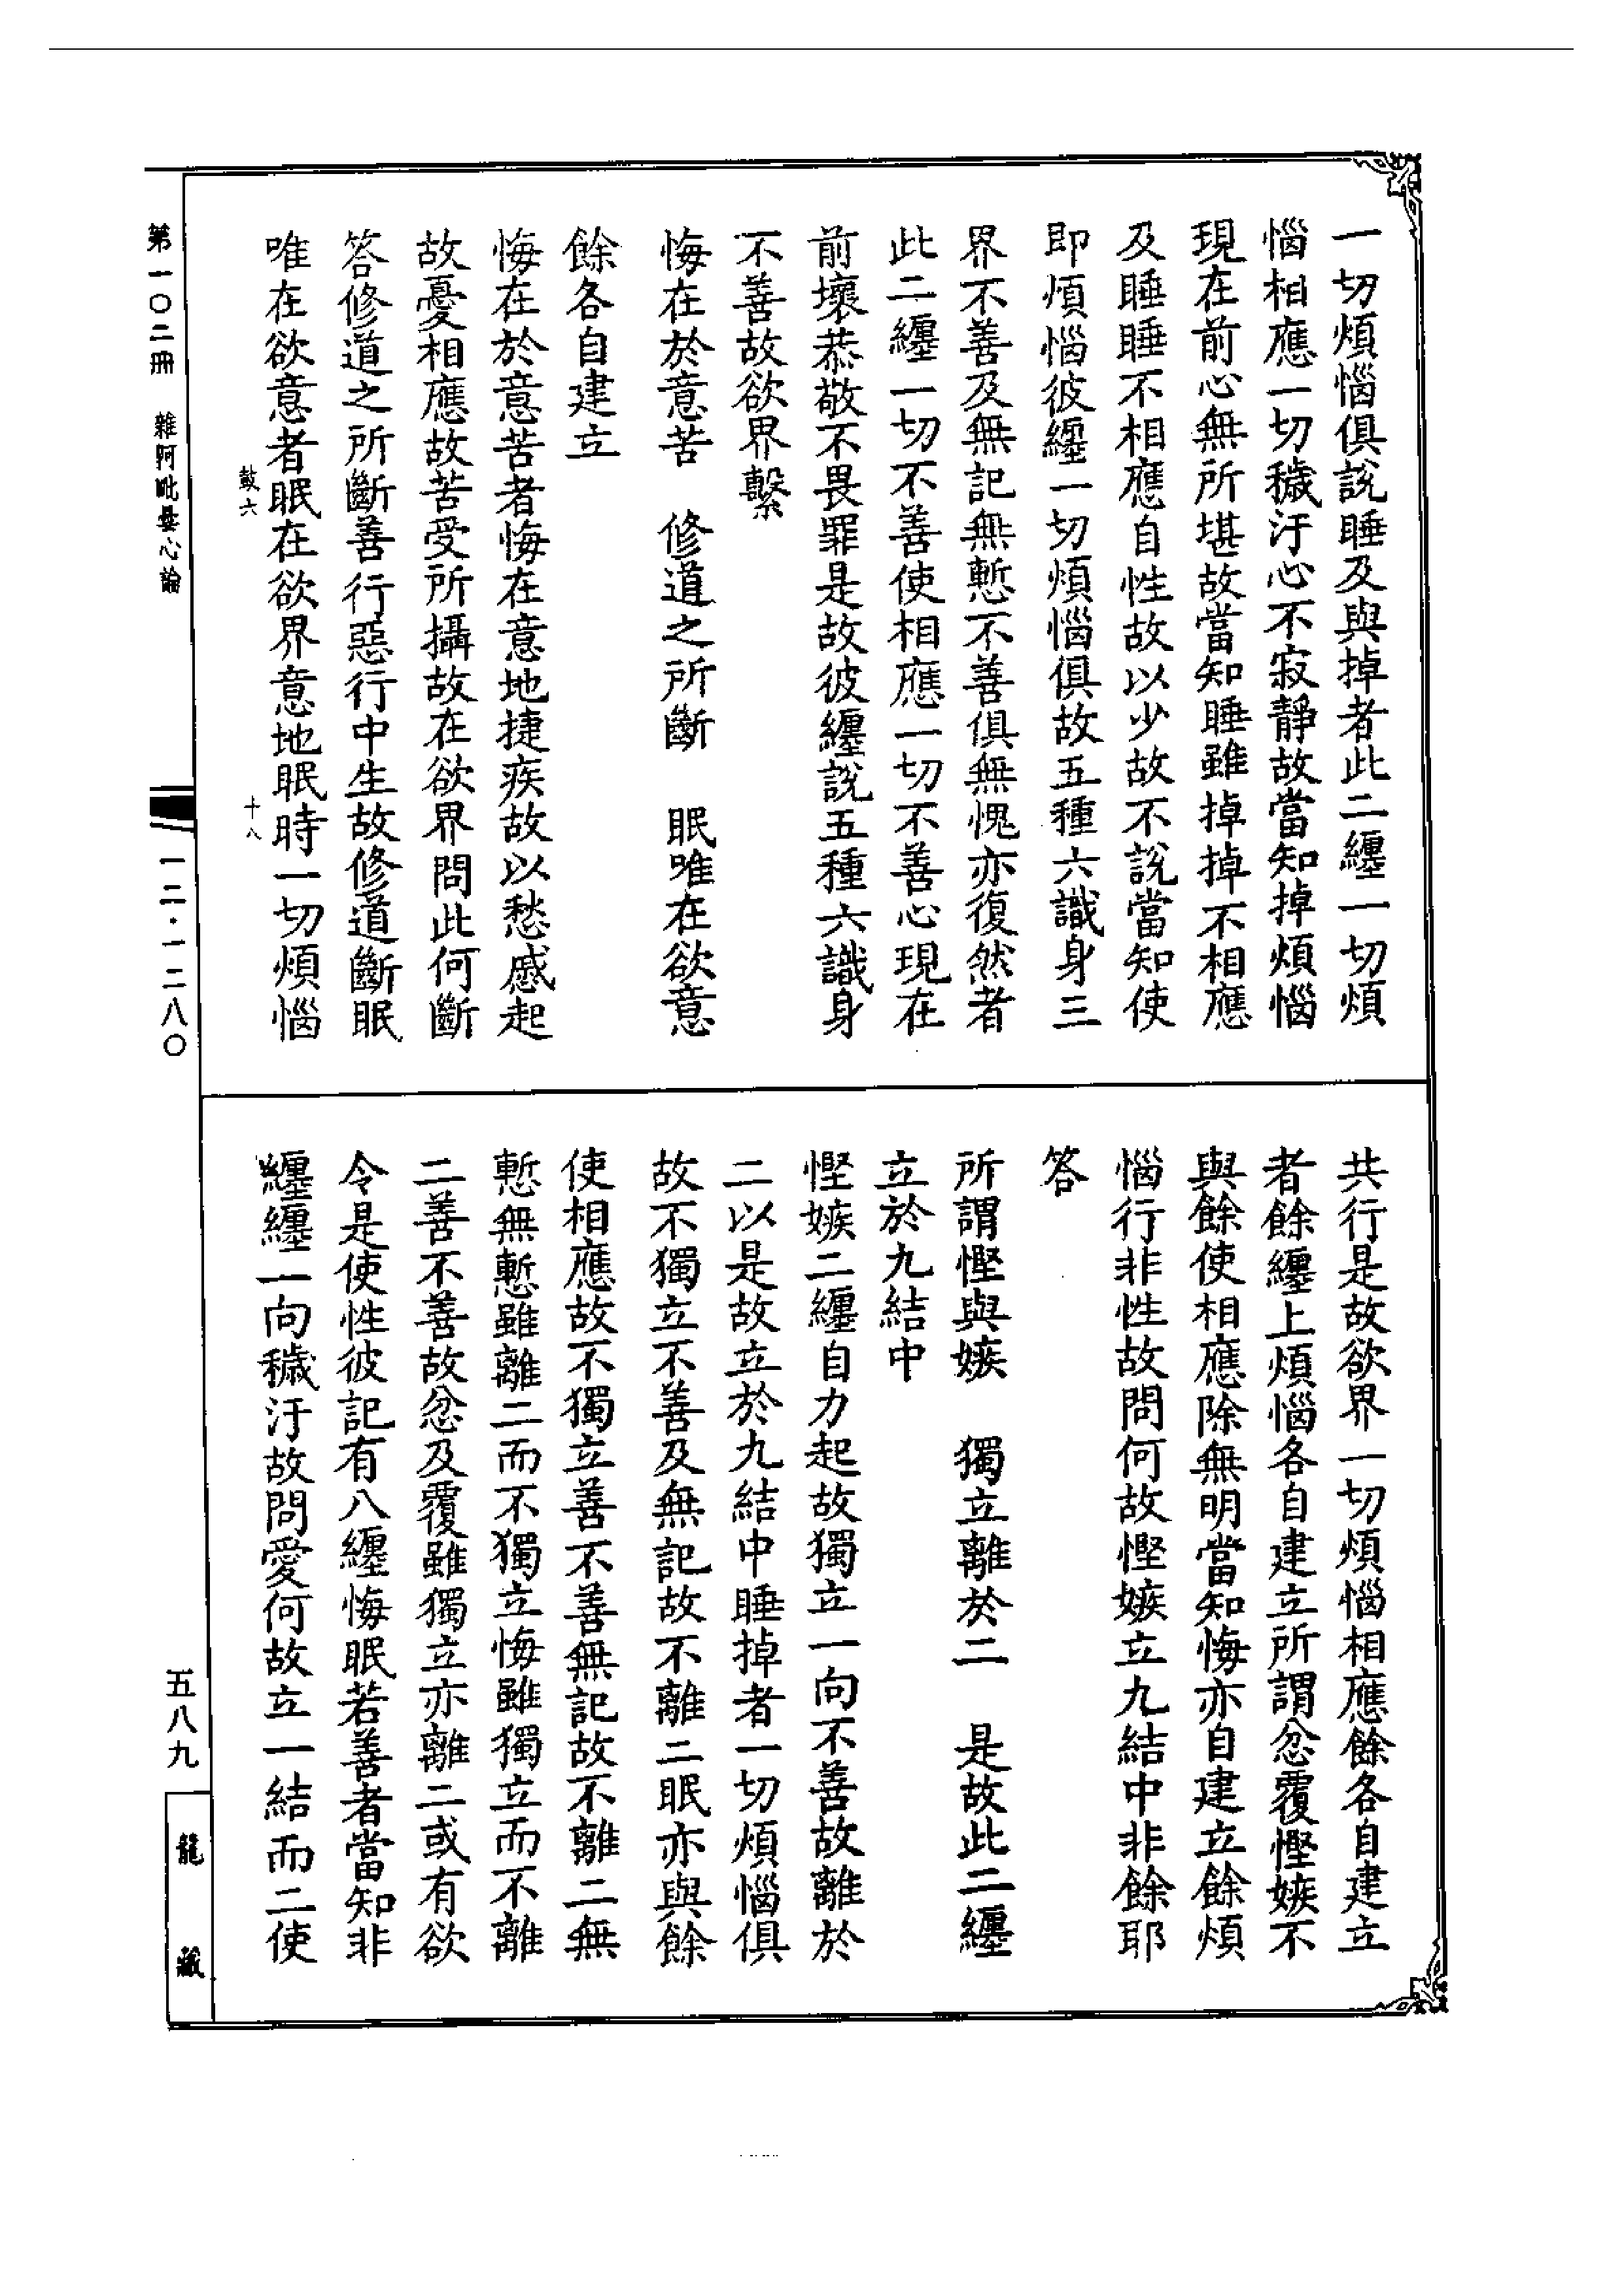 一切煩惱俱說睡及與掉者此二纏一切煩
惱相應一切穢汙心不寂靜故當知掉煩惱
現在前心無所堪故當知睡雖掉掉不相應
及睡睡不相應自性故以少故不說當知使
即煩惱彼纏一切煩惱俱故五種六識身三
界不善及無記無慙不善俱無愧亦復然者
此二纏一切不善使相應一切不善心現在
前壞恭敬不畏罪是故彼纏說五種六識身
不善故欲界繫
悔在於意苦　修道之所斷　眠唯在欲意
餘各自建立
悔在於意苦者悔在意地捷疾故以愁慼起
故憂相應故苦受所攝故在欲界問此何斷
答修道之所斷善行惡行中生故修道斷眠
唯在欲意者眠在欲界意地眠時一切煩惱
鼓六　十八
共行是故欲界一切煩惱相應餘各自建立
者餘纏上煩惱各自建立所謂忿覆慳嫉不
與餘使相應除無明當知悔亦自建立餘煩
惱行非性故問何故慳嫉立九結中非餘耶
答
所謂慳與嫉　獨立離於二　是故此二纏
立於九結中
慳嫉二纏自力起故獨立一向不善故離於
二以是故立於九結中睡掉者一切煩惱俱
故不獨立不善及無記故不離二眠亦與餘
使相應故不獨立善不善無記故不離二無
慙無慙雖離二而不獨立悔雖獨立而不離
二善不善故忿及覆雖獨立亦離二或有欲
令是使性彼記有八纏悔眠若善者當知非
纏纏一向穢汙故問愛何故立一結而二使
第一〇二冊　雜阿毗曇心論
一二·一二八〇
五八九
龍藏